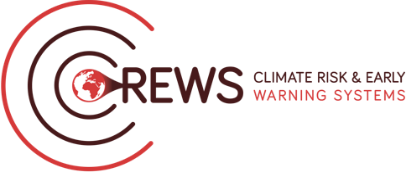 CREWS
CLIMATE RISK & EARLY
WARNING SYSTEMS